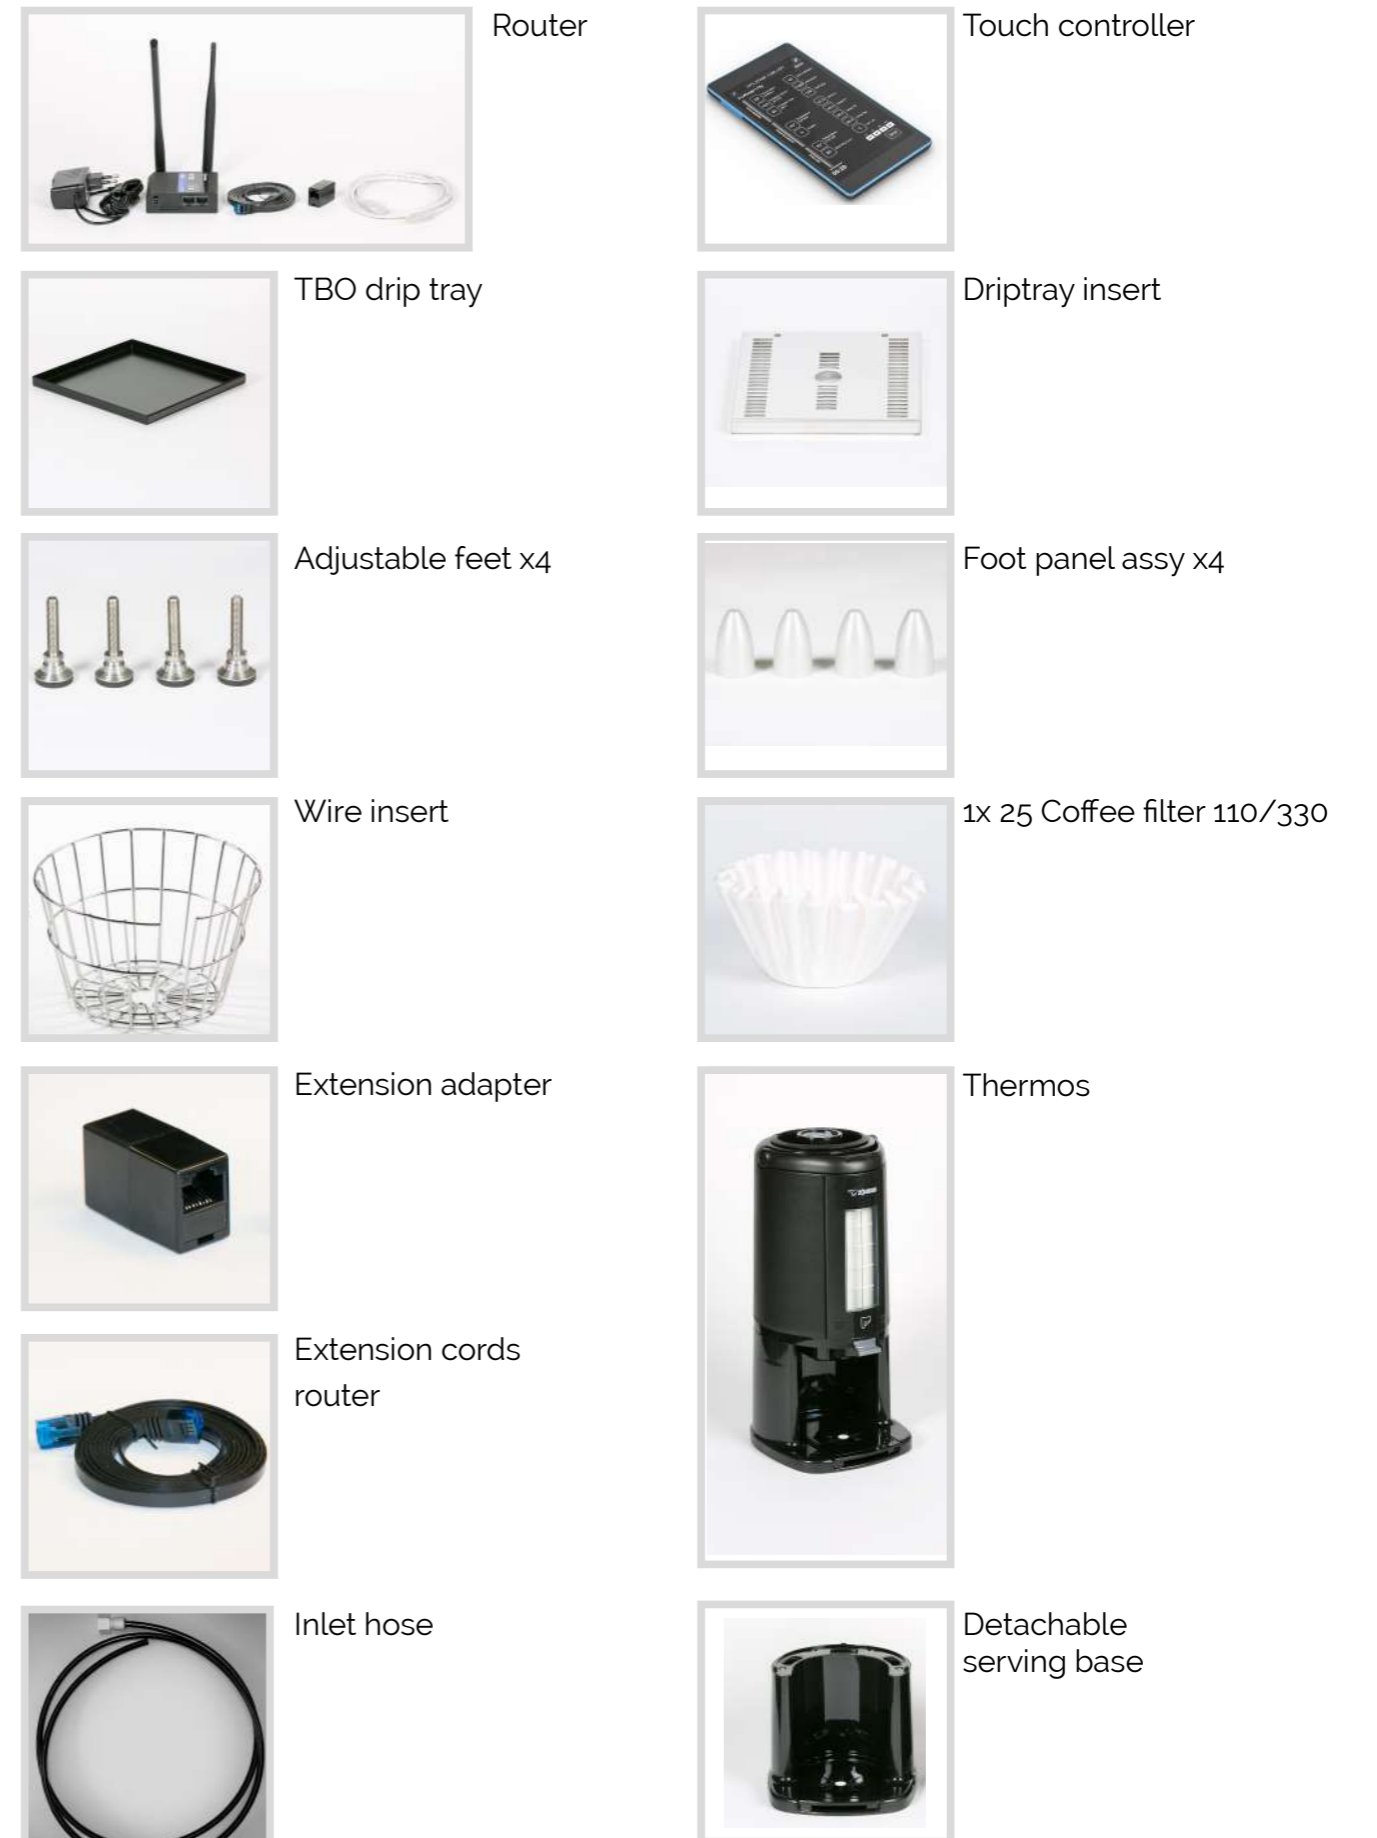 Router
Touch controller
TBO drip tray
Driptray insert
Adjustable feet x4
Foot panel assy x4
Wire insert
1x 25 Coffee filter 110/330
Extension adapter
Thermos
Extension cords
router
Inlet hose
Detachable
serving base